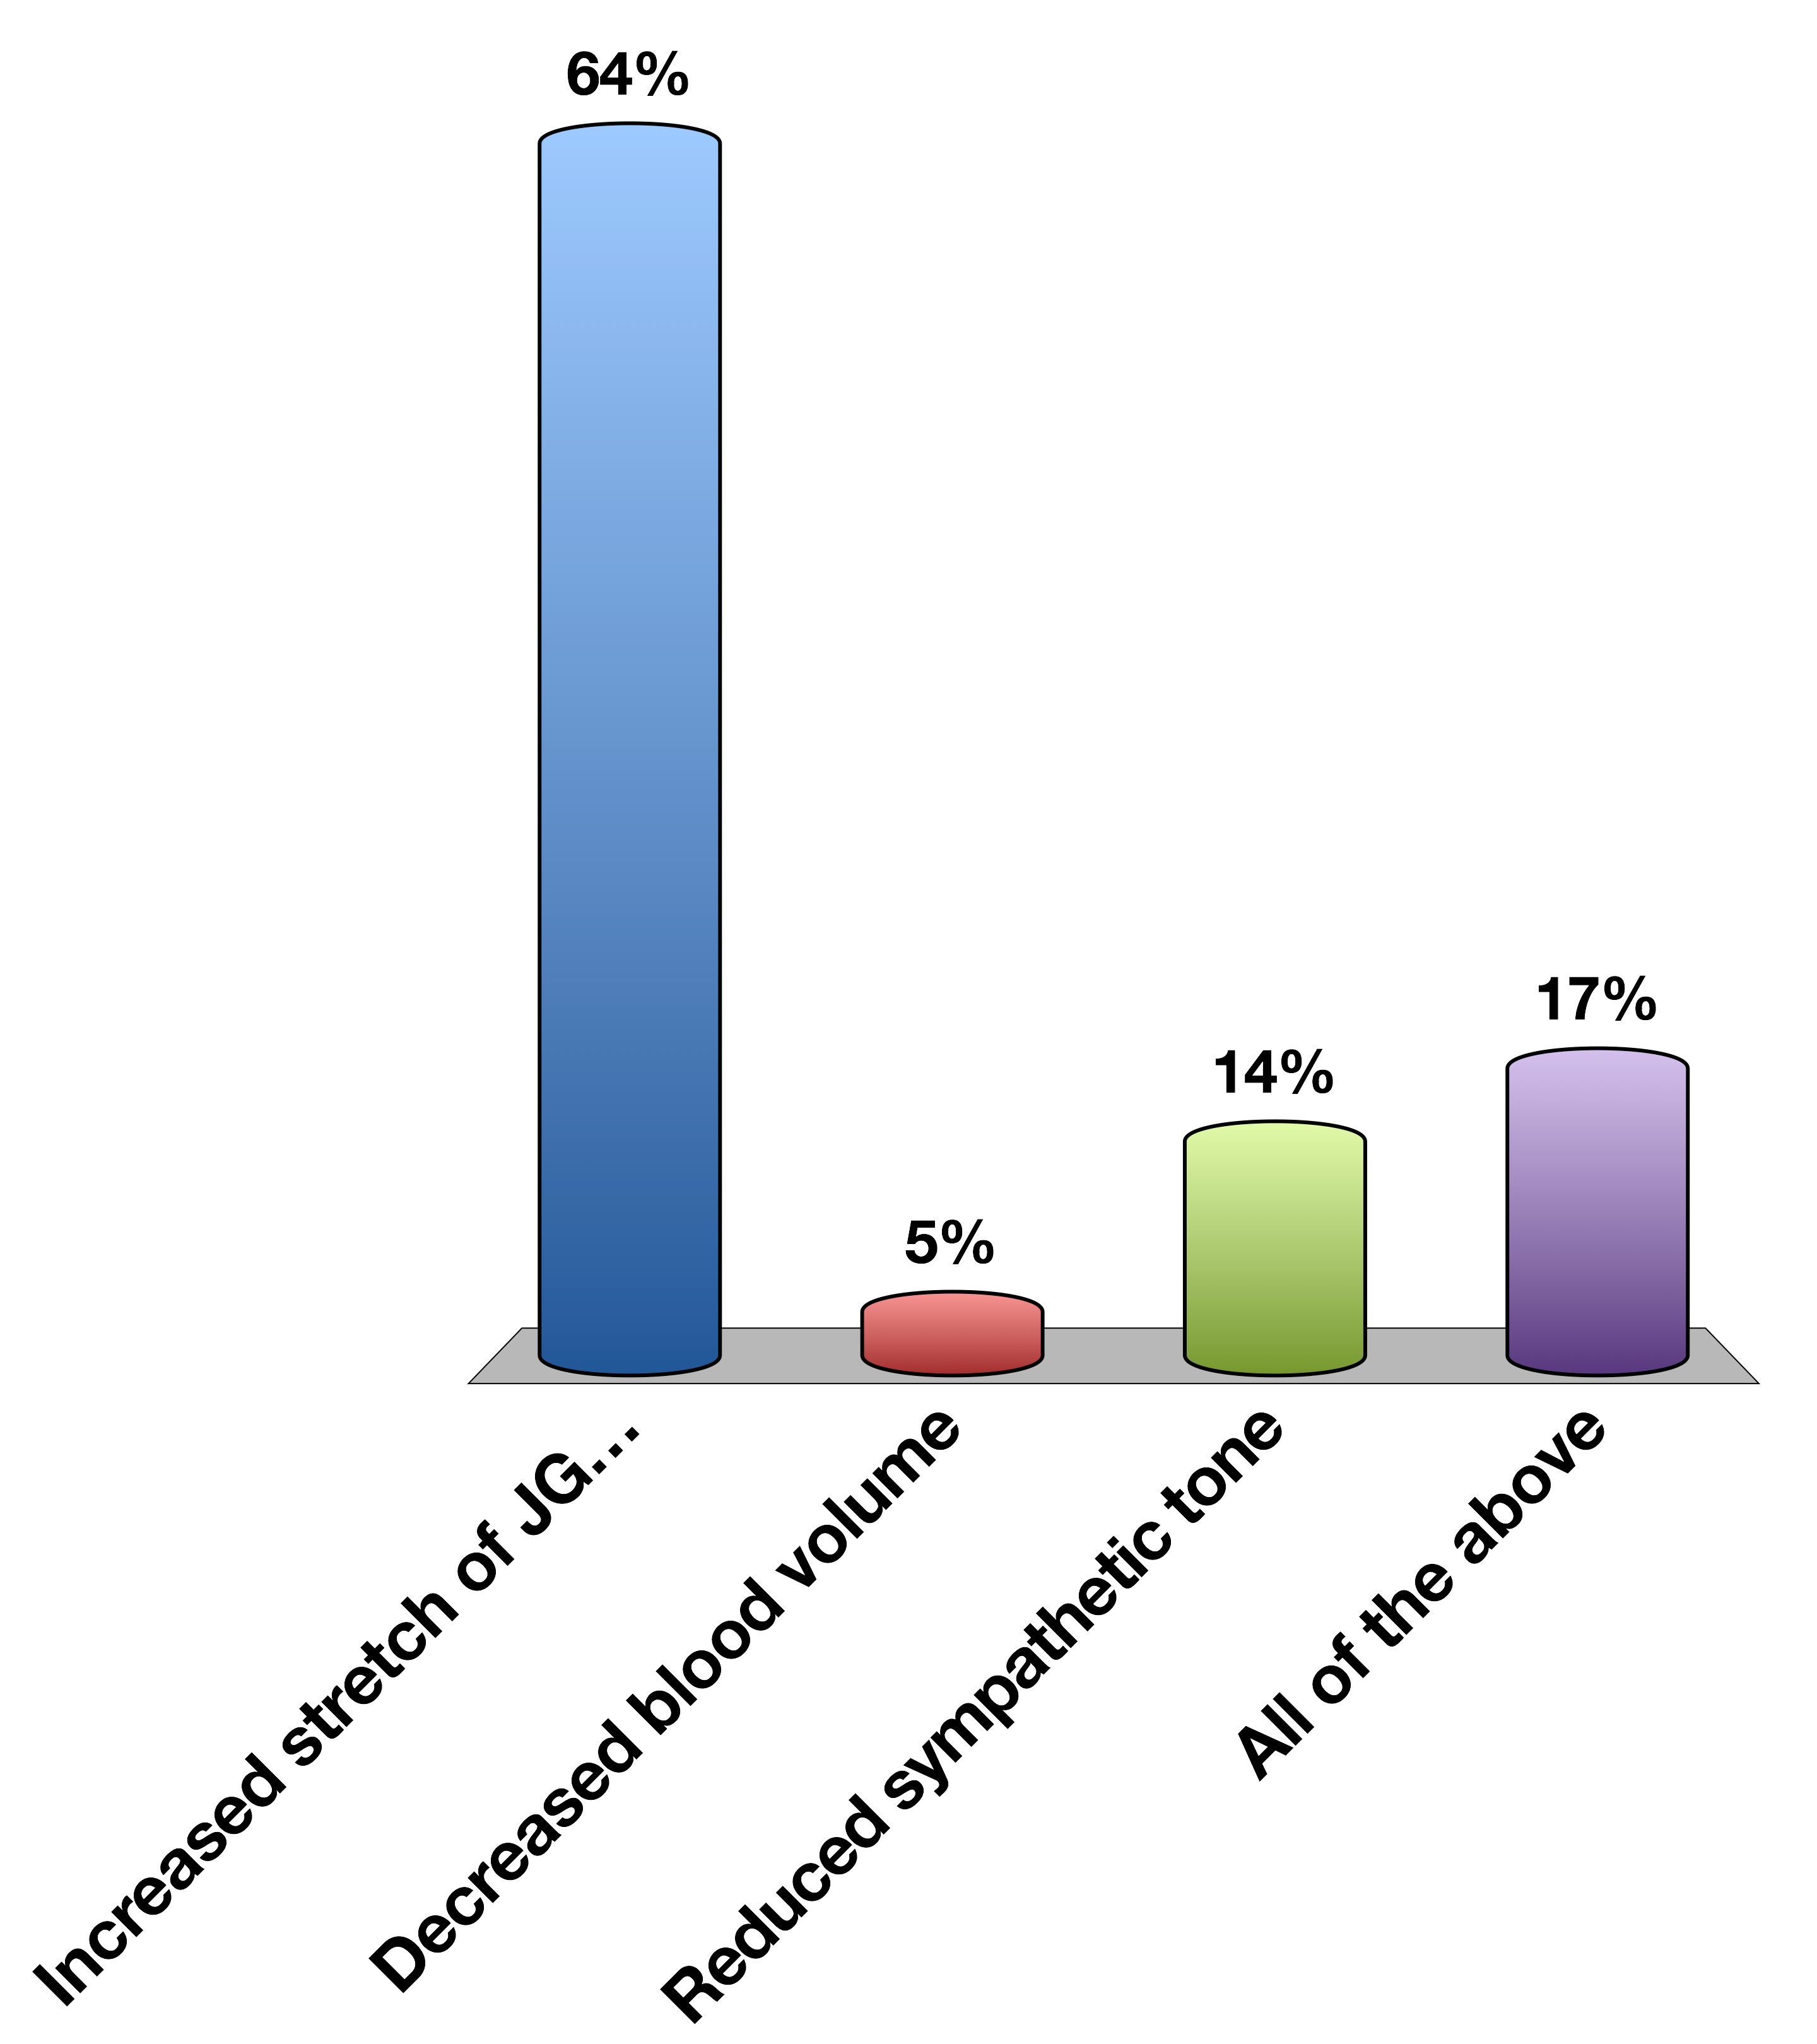 64%
5%
14%
17%
Increased stretch of JG...
Decreased blood volume
Reduced sympathetic tone
All of the above